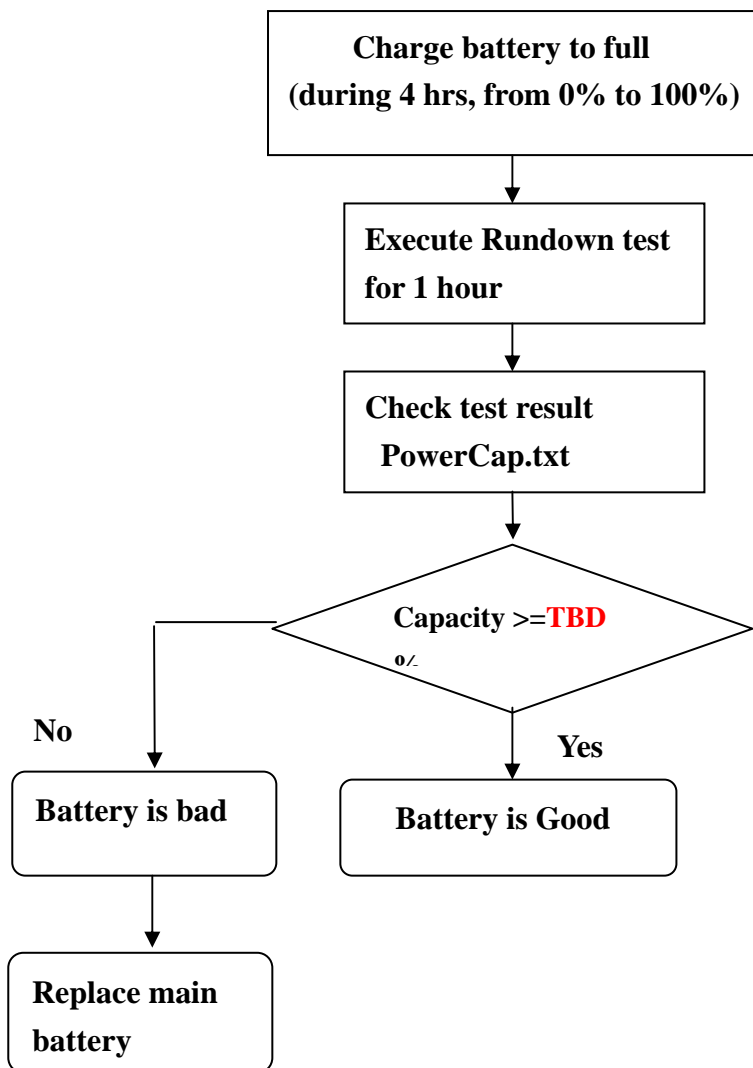 Charge battery to full
(during 4 hrs, from 0% to 100%)
Execute Rundown test
for 1 hour
Check test result
PowerCap.txt
Capacity >=TBD
%
No
Yes
Battery is bad
Battery is Good
Replace main
battery